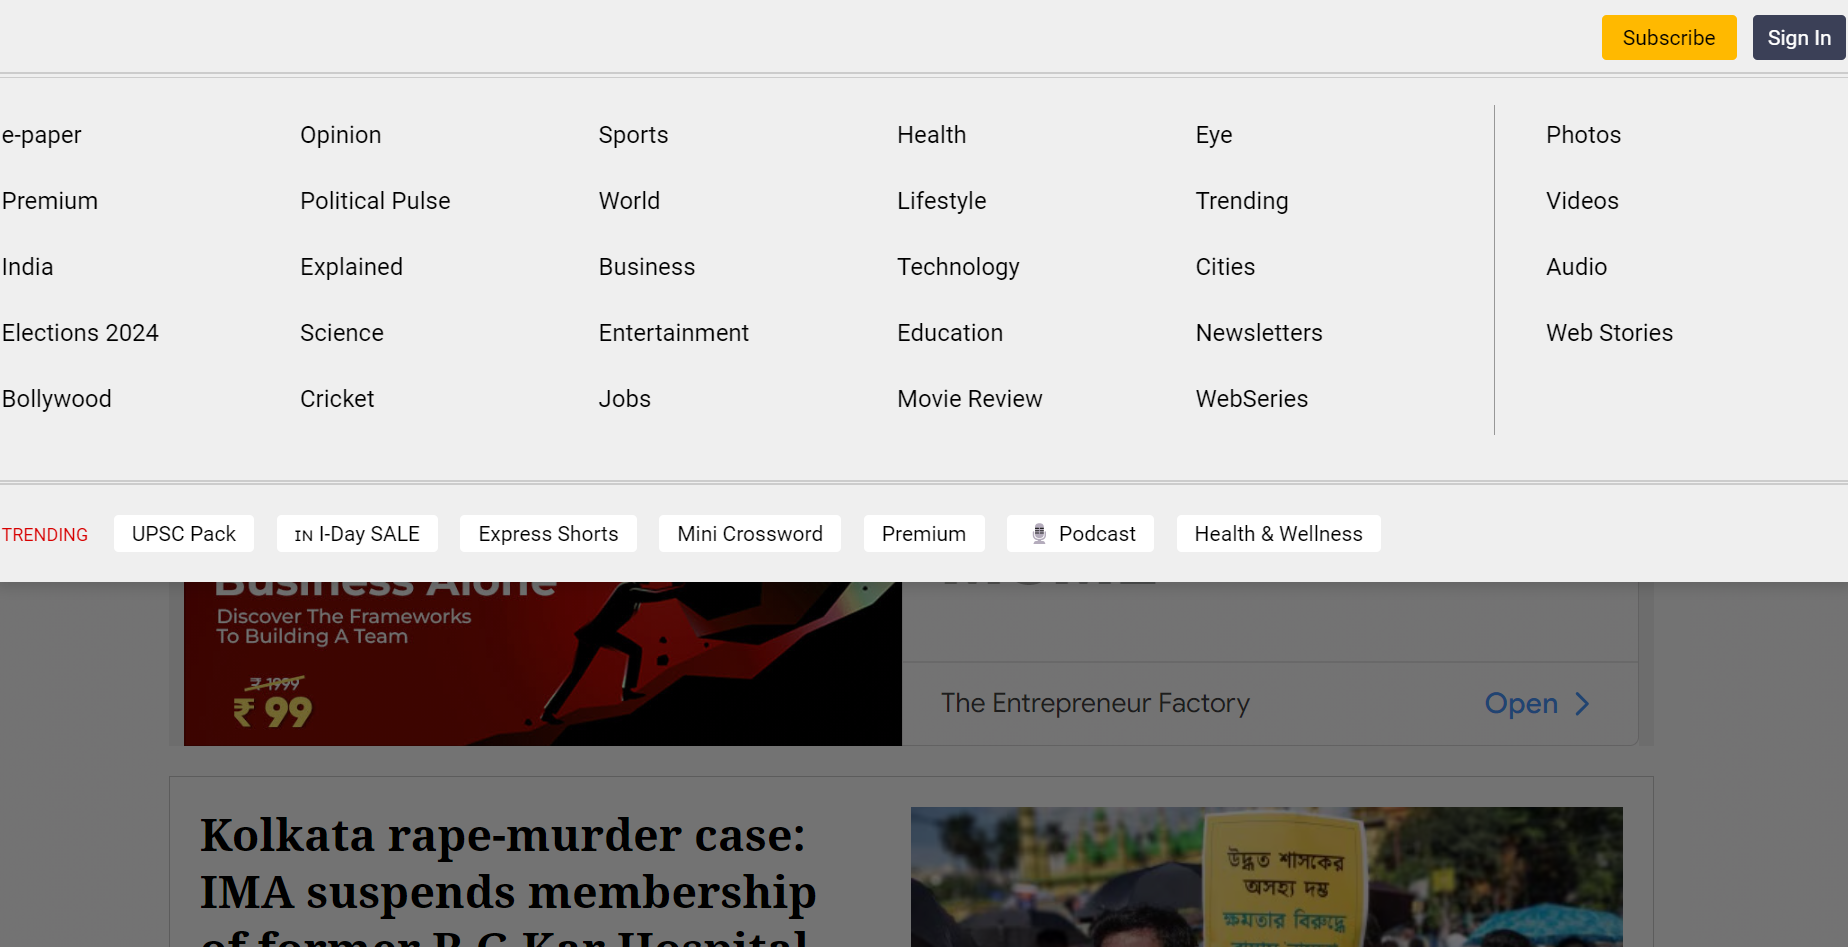 Subscribe
Sign In
e-paper
Opinion
Sports
Health
Eye
Photos
Premium
Political Pulse
World
Lifestyle
Trending
Videos
India
Explained
Business
Technology
Cities
Audio
Elections 2024
Science
Entertainment
Education
Newsletters
Web Stories
Bollywood
Cricket
Jobs
Movie Review
WebSeries
TRENDING
UPSC Pack
IN I-Day SALE
Express Shorts
Mini Crossword
Premium
Podcast
Health & Wellness
Business Alone
Discover The Frameworks
To Building A Team
₹ 1999
₹ 99
The Entrepreneur Factory
Open
Kolkata rape-murder case:
IMA suspends membership
of former R G Kar Hospital
উদ্ধত শাসকের
অসহ্য দম্ভ
ক্ষমতার বিরুদ্ধে